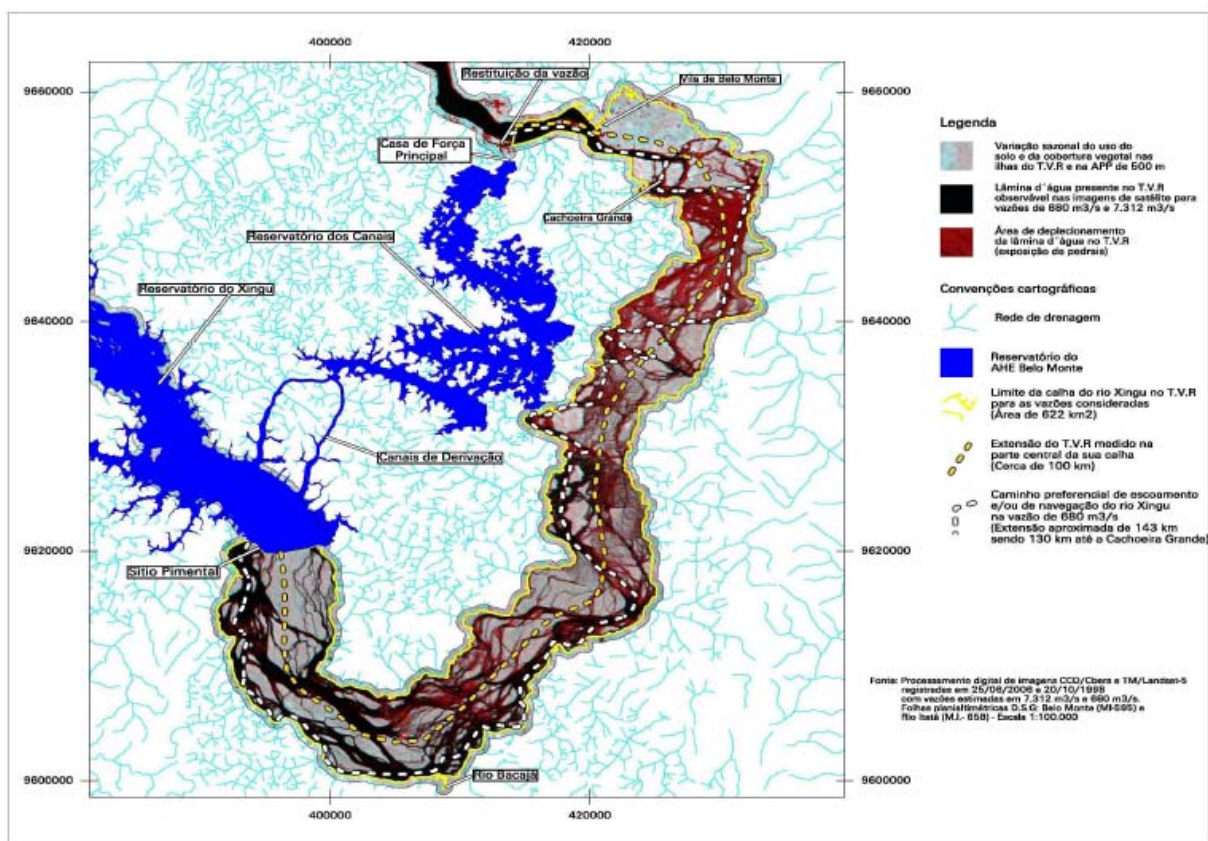 400000
420000
9660000
9660000
Restituição da vazão
Vila de Belo Monte
Casa de Força
Principal
Cachoeira Grande
Reservatório dos Canais
Reservatório do Xingu
9640000
9640000
Canais de Derivação
9620000
9620000
Sítio Pimental
Rio Bacajá
9600000
9600000
400000
420000
Legenda
Variação sazonal do uso do
solo e da cobertura vegetal nas
ilhas do T.V.R e na APP de 500 m
Lâmina d´água presente no T.V.R
observável nas imagens de satélite para
vazões de 680 m3/s e 7.312 m3/s
Área de deplecionamento
da lâmina d´água no T.V.R
(exposição de pedrais)
Convenções cartográficas
Rede de drenagem
Reservatório do
AHE Belo Monte
Limite da calha do rio Xingu no T.V.R
para as vazões consideradas
(Área de 622 km2)
Extensão do T.V.R medido na
parte central da sua calha
(Cerca de 100 km)
Caminho preferencial de escoamento
e/ou de navegação do rio Xingu
na vazão de 680 m3/s
(Extensão aproximada de 143 km
sendo 130 km até a Cachoeira Grande)
Fonte: Processamento digital de imagens CCD/Cbers e TM/Landsat-5
registradas em 25/06/2006 e 20/10/1998
com vazões estimadas em 7.312 m3/s e 680 m3/s.
Folhas planialtimétricas D.S.G: Belo Monte (MI-595) e
Rio Itatá (M.I.- 658) - Escala 1:100.000